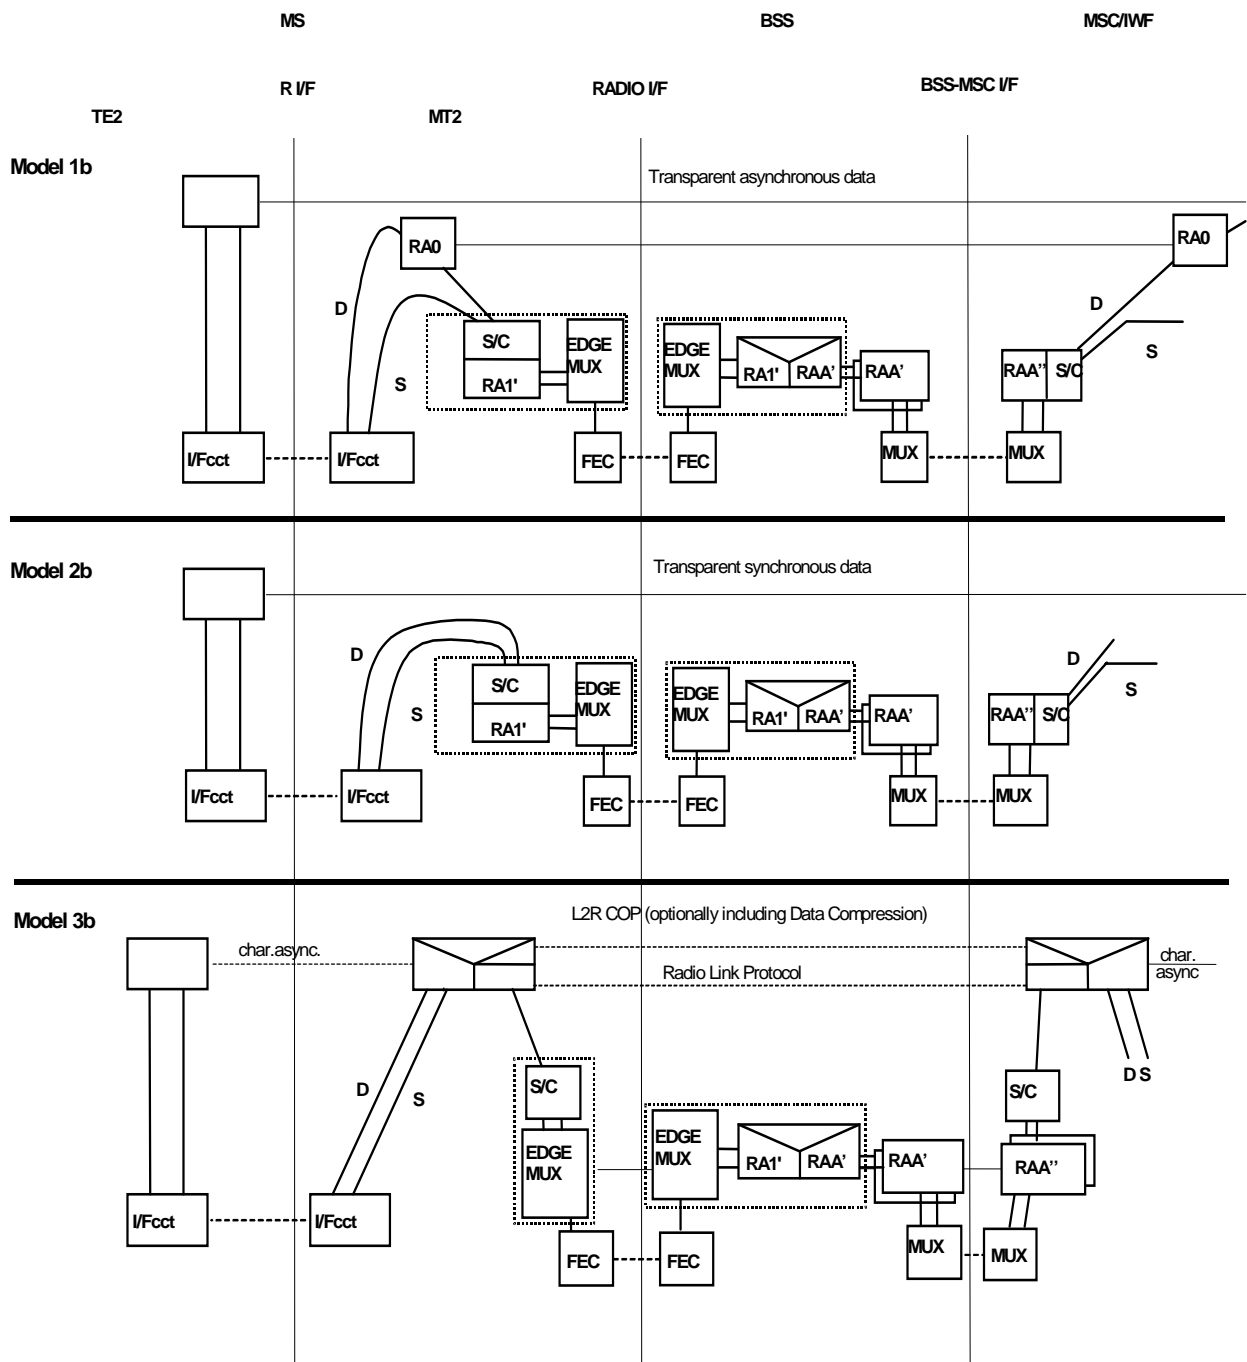 MS BSS MSC/IWF
R I/F RADIO I/F BSS-MSC I/F
TE2 MT2
Model 1b
Transparent asynchronous data
RA0 RA0
D D
S/C EDGE MUX EDGE MUX S
RA1' RA1' RAA' RAA' RAA'' S/C
S
I/Fcct I/Fcct FEC FEC MUX MUX
Model 2b
Transparent synchronous data
D D
S/C EDGE MUX EDGE MUX S
S RA1' RA1' RAA' RAA' RAA'' S/C
I/Fcct I/Fcct FEC FEC MUX MUX
Model 3b
L2R COP (optionally including Data Compression)
char.async. char. async
Radio Link Protocol
D S S/C D S
S/C
EDGE MUX EDGE MUX RA1' RAA' RAA' RAA''
I/Fcct I/Fcct FEC FEC MUX MUX